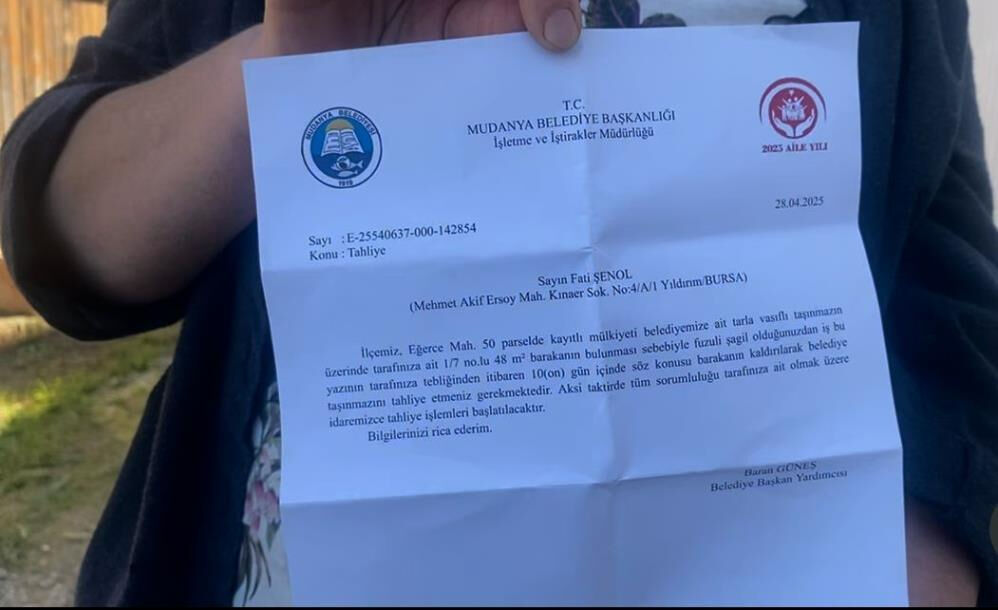 T.C.
MUDANYA BELEDİYE BAŞKANLIĞI
İşletme ve İştirakler Müdürlüğü
MUDANYA BELEDİYESİ
1919
2025 AİLE YILI
28.04.2025
Sayı : E-25540637-000-142854
Konu : Tahliye
Sayın Fati ŞENOL
(Mehmet Akif Ersoy Mah. Kınaer Sok. No:4/A/1 Yıldırım/BURSA)
İlçemiz, Eğerce Mah. 50 parselde kayıtlı mülkiyeti belediyemize ait tarla vasıflı taşınmazın
üzerinde tarafınıza ait 1/7 no.lu 48 m² barakanın bulunması sebebiyle fuzuli şagil olduğunuzdan iş bu
yazının tarafınıza tebliğinden itibaren 10(on) gün içinde söz konusu barakanın kaldırılarak belediye
taşınmazını tahliye etmeniz gerekmektedir. Aksi taktirde tüm sorumluluğu tarafınıza ait olmak üzere
idaremizce tahliye işlemleri başlatılacaktır.
Bilgilerinizi rica ederim.
Baran GÜNEŞ
Belediye Başkan Yardımcısı